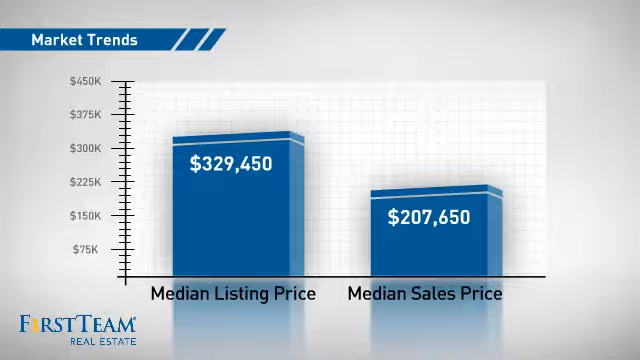 Market Trends
$450K
$375K
$300K
$225K
$150K
$75K
$329,450
$207,650
Median Listing Price
Median Sales Price
FIRSTTEAM®
REAL ESTATE